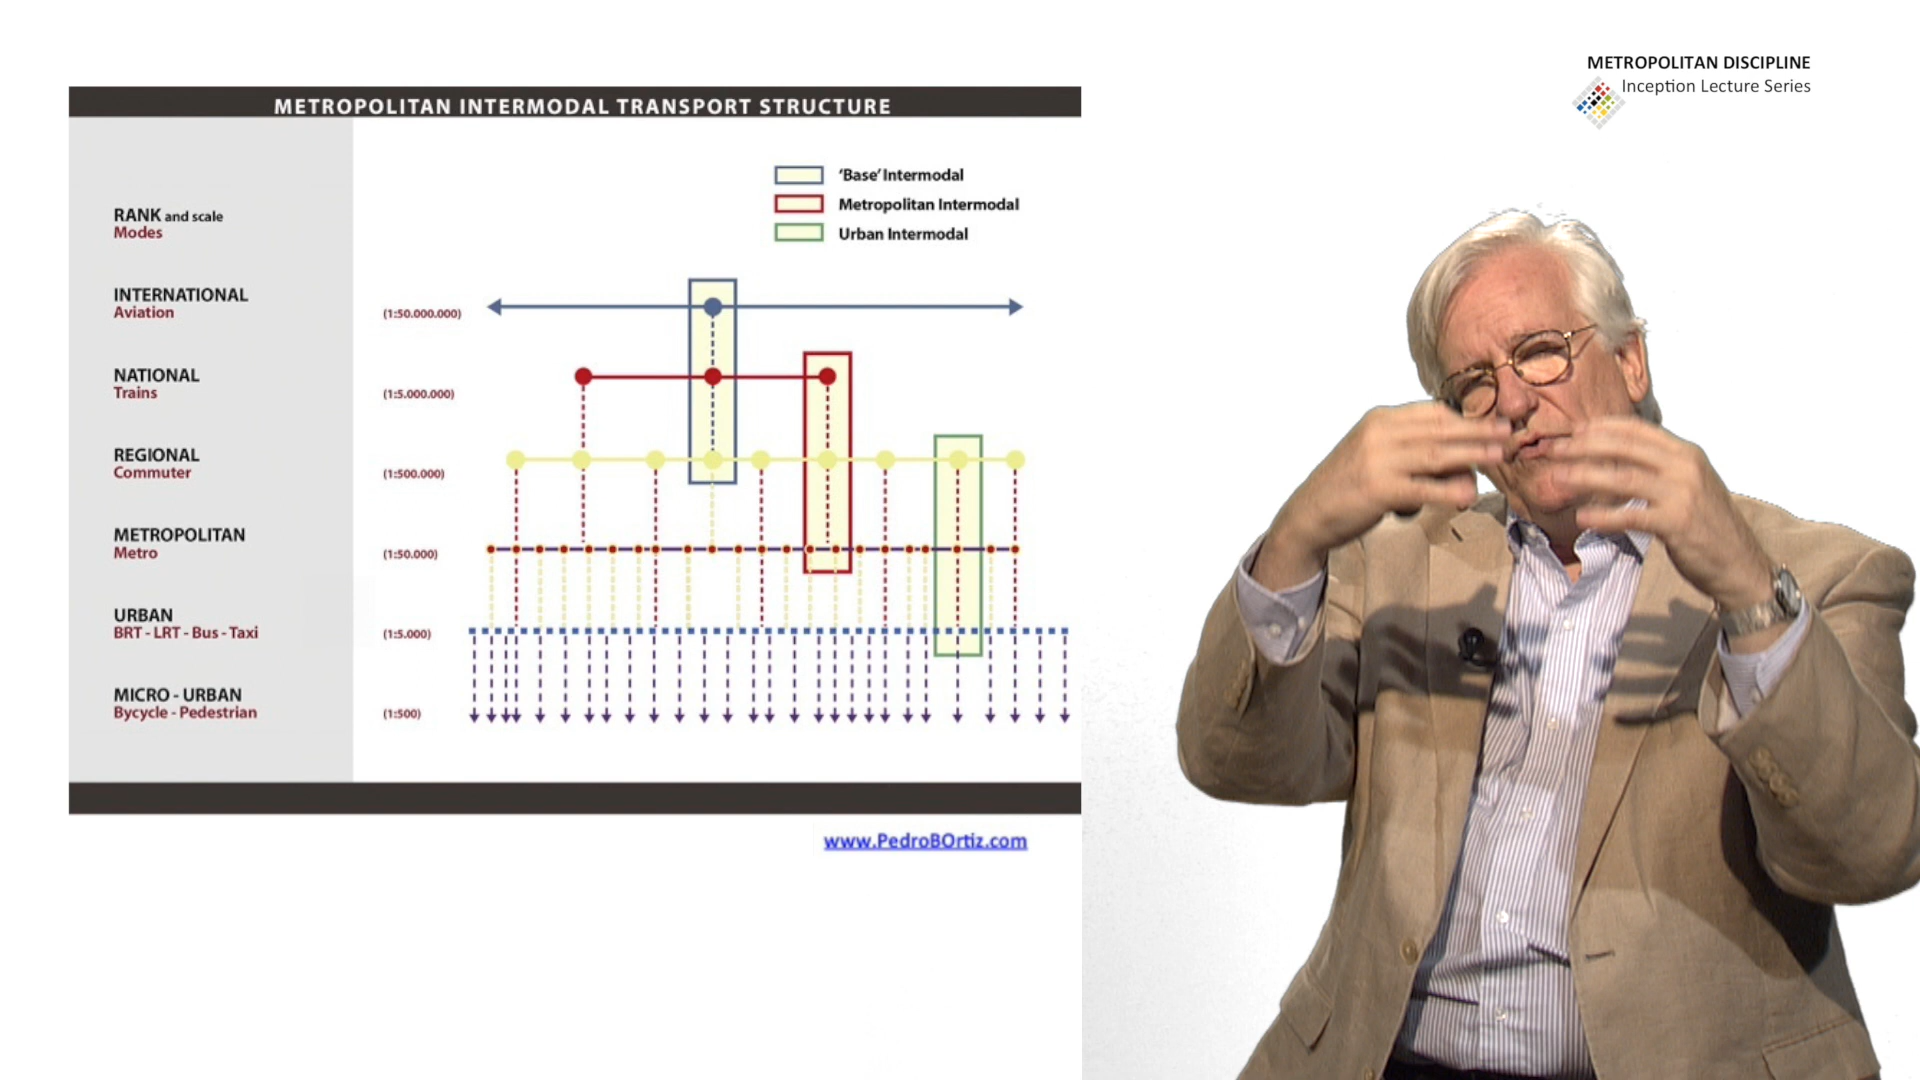 METROPOLITAN DISCIPLINE
Inception Lecture Series
METROPOLITAN INTERMODAL TRANSPORT STRUCTURE
'Base' Intermodal
Metropolitan Intermodal
Urban Intermodal
RANK and scale
Modes
INTERNATIONAL
Aviation
(1:50.000.000)
NATIONAL
Trains
(1:5.000.000)
REGIONAL
Commuter
(1:500.000)
METROPOLITAN
Metro
(1:50.000)
URBAN
BRT - LRT - Bus - Taxi
(1:5.000)
MICRO - URBAN
Bycycle - Pedestrian
(1:500)
www.PedroBOrtiz.com